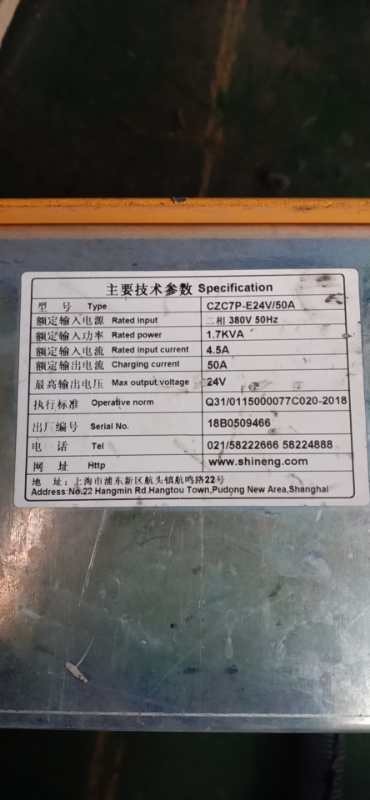 主要技术参数 Specification
型 号 Type CZC7P-E24V/50A
额定输入电源 Rated input 二相 380V 50Hz
额定输入功率 Rated power 1.7KVA
额定输入电流 Rated input current 4.5A
额定输出电流 Charging current 50A
最高输出电压 Max output voltage 24V
执行标准 Operative norm Q31/0115000077C020-2018
出厂编号 Serial No. 18B0509466
电 话 Tel 021/58222666 58224888
网 址 Http www.shineng.com
地 址:上海市浦东新区航头镇航鸣路22号
Address:No.22 Hangmin Rd.Hangtou Town,Pudong New Area,Shanghai